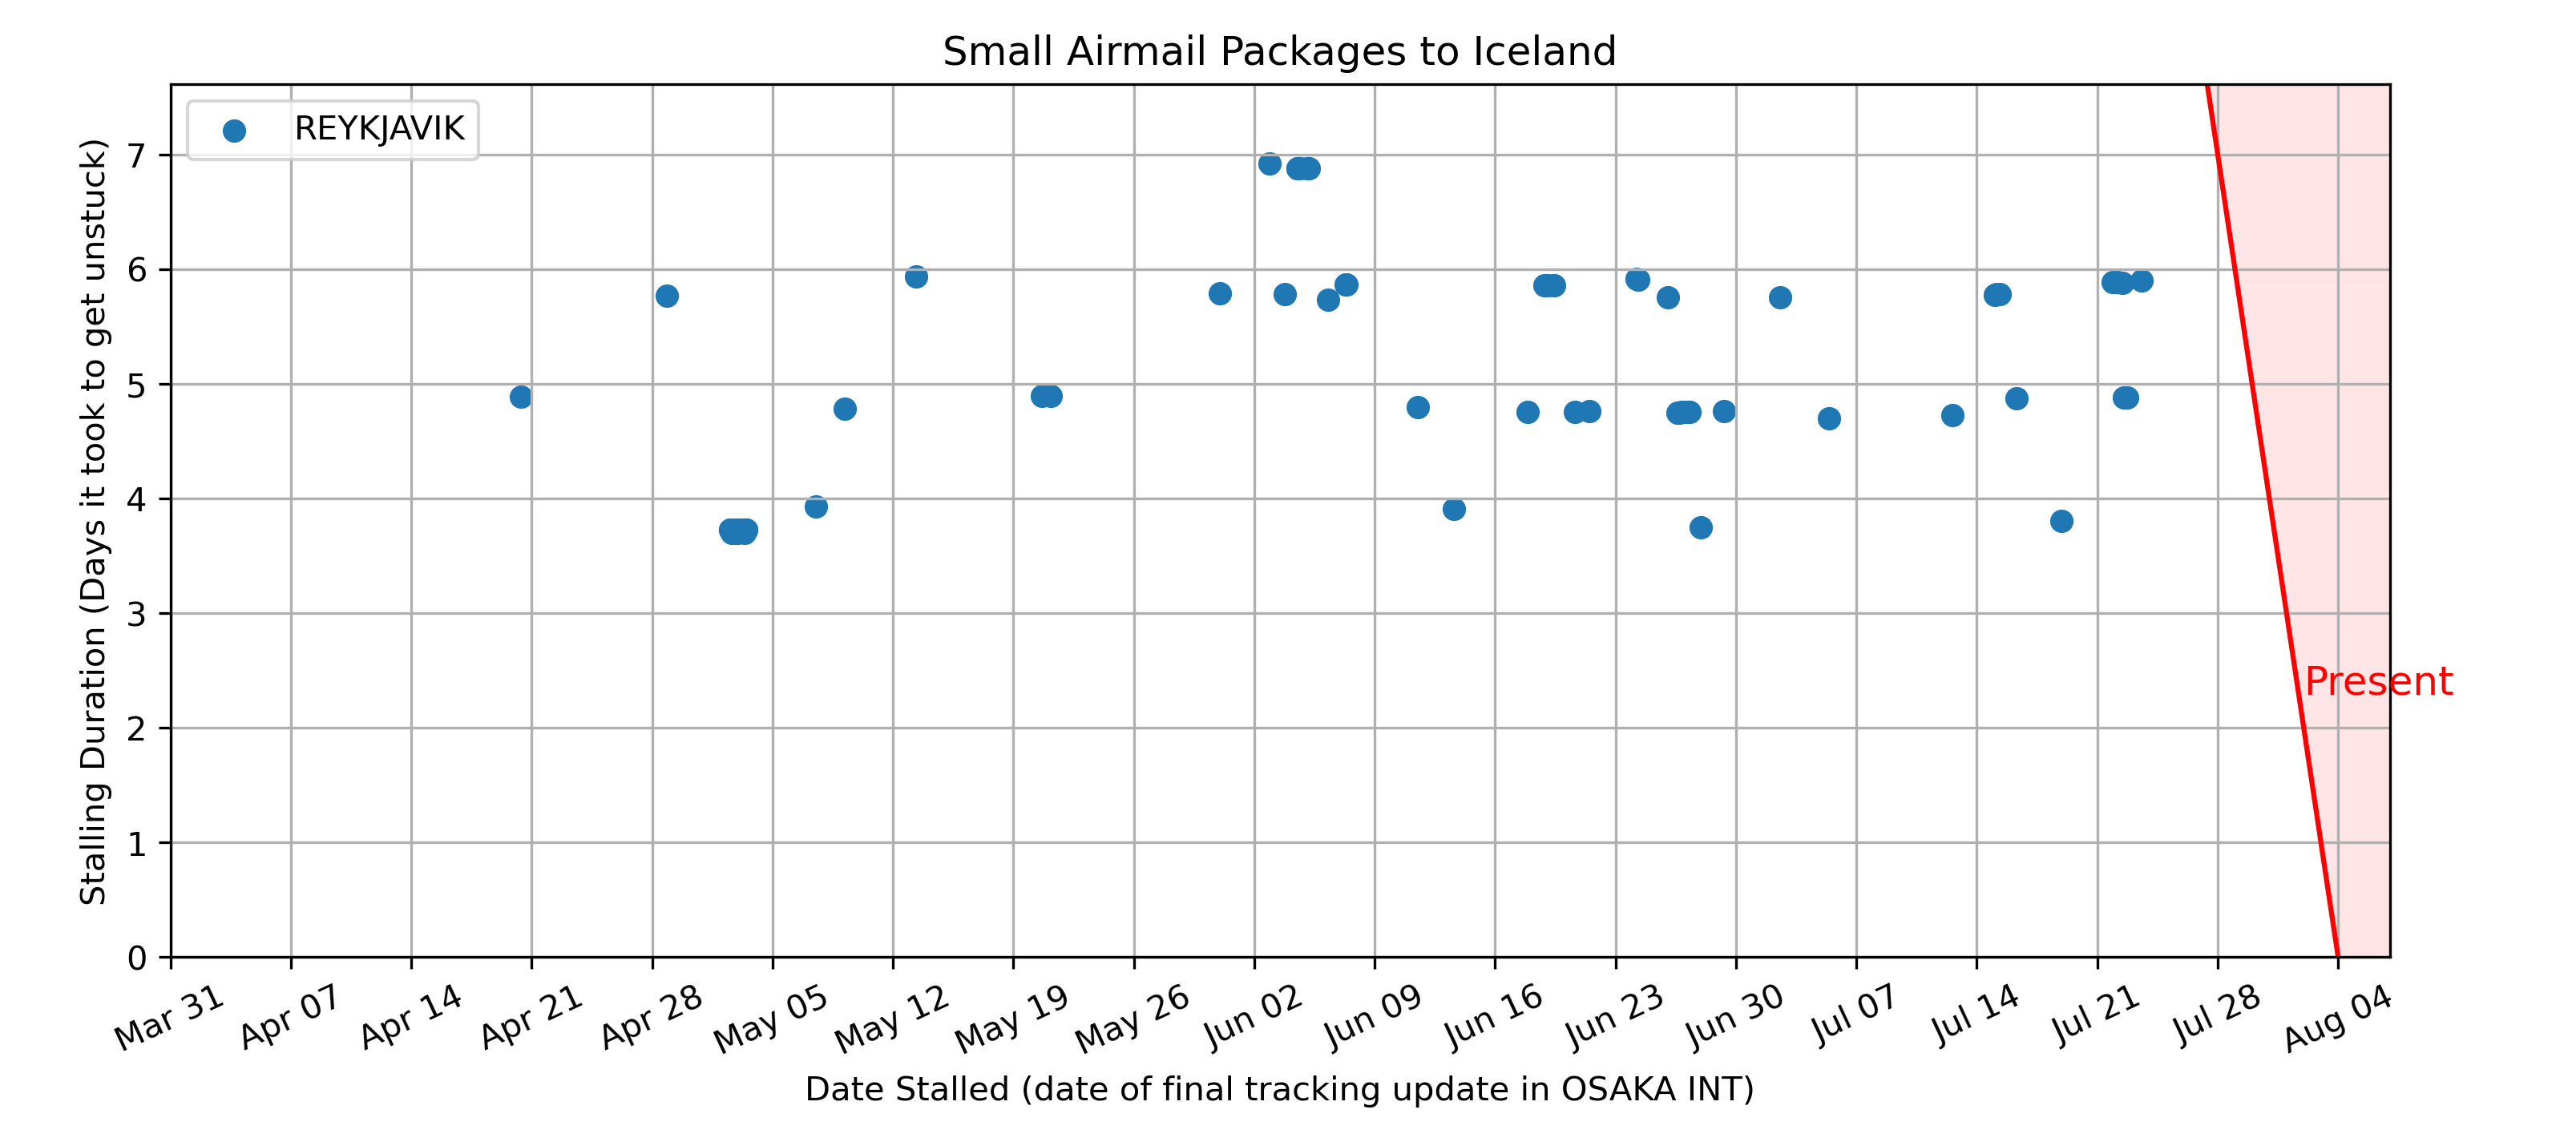 Small Airmail Packages to Iceland
REYKJAVIK
Stalling Duration (Days it took to get unstuck)
7
6
5
4
3
2
1
0
Present
Mar 31
Apr 07
Apr 14
Apr 21
Apr 28
May 05
May 12
May 19
May 26
Jun 02
Jun 09
Jun 16
Jun 23
Jun 30
Jul 07
Jul 14
Jul 21
Jul 28
Aug 04
Date Stalled (date of final tracking update in OSAKA INT)